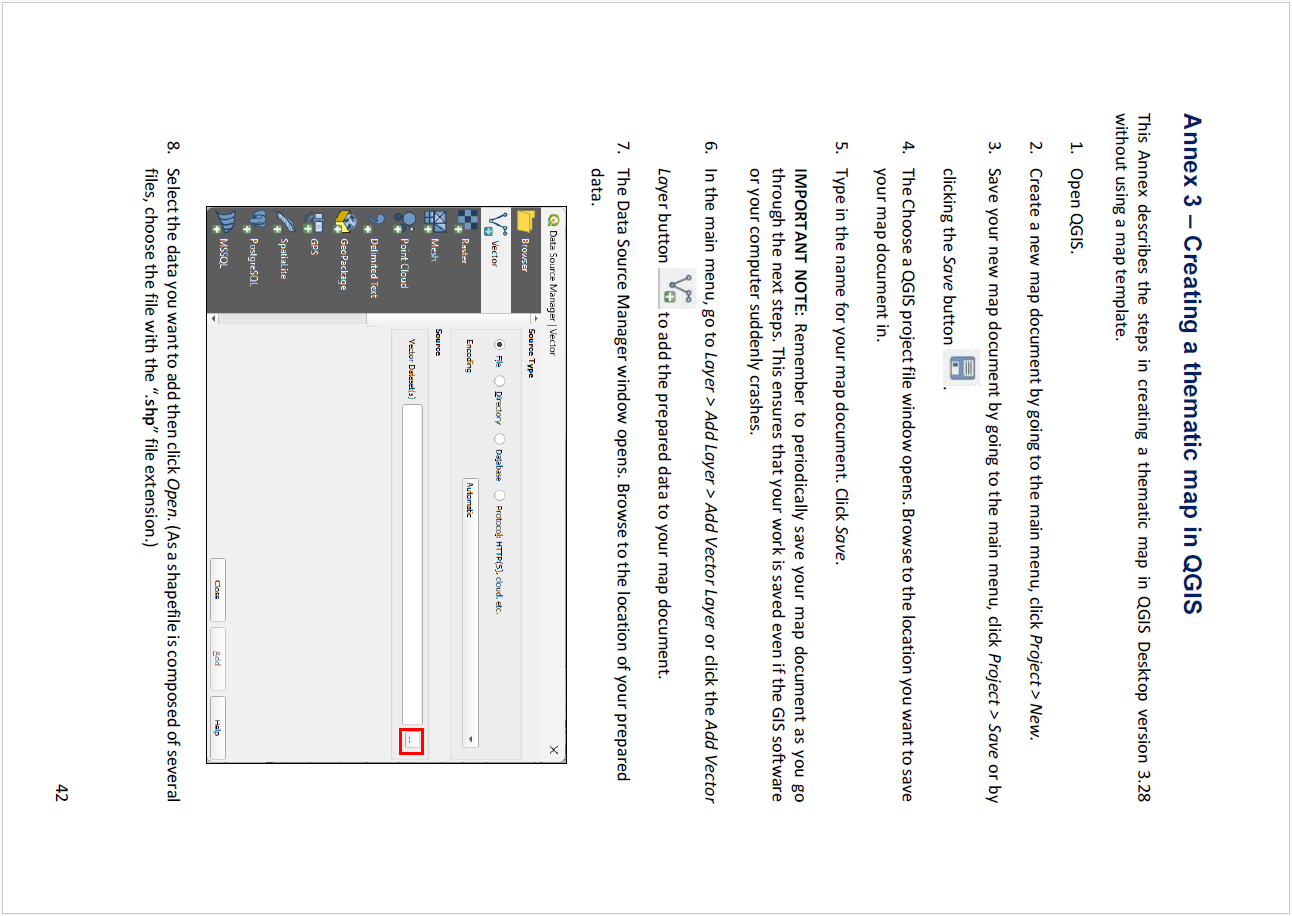 Annex 3 – Creating a thematic map in QGIS
This Annex describes the steps in creating a thematic map in QGIS Desktop version 3.28
without using a map template.
1. Open QGIS.
2. Create a new map document by going to the main menu, click Project > New.
3. Save your new map document by going to the main menu, click Project > Save or by
clicking the Save button .
4. The Choose a QGIS project file window opens. Browse to the location you want to save
your map document in.
5. Type in the name for your map document. Click Save.
IMPORTANT NOTE: Remember to periodically save your map document as you go
through the next steps. This ensures that your work is saved even if the GIS software
or your computer suddenly crashes.
6. In the main menu, go to Layer > Add Layer > Add Vector Layer or click the Add Vector
Layer button to add the prepared data to your map document.
7. The Data Source Manager window opens. Browse to the location of your prepared
data.
Data Source Manager | Vector
Browser
Vector
Raster
Mesh
Point Cloud
Delimited Text
GeoPackage
GPS
SpatiaLite
PostgreSQL
MSSQL
Source Type
File Directory Database Protocol: HTTP(S), cloud, etc.
Encoding Automatic
Source
Vector Dataset(s) ...
Close Add Help
8. Select the data you want to add then click Open. (As a shapefile is composed of several
files, choose the file with the “.shp” file extension.)
42